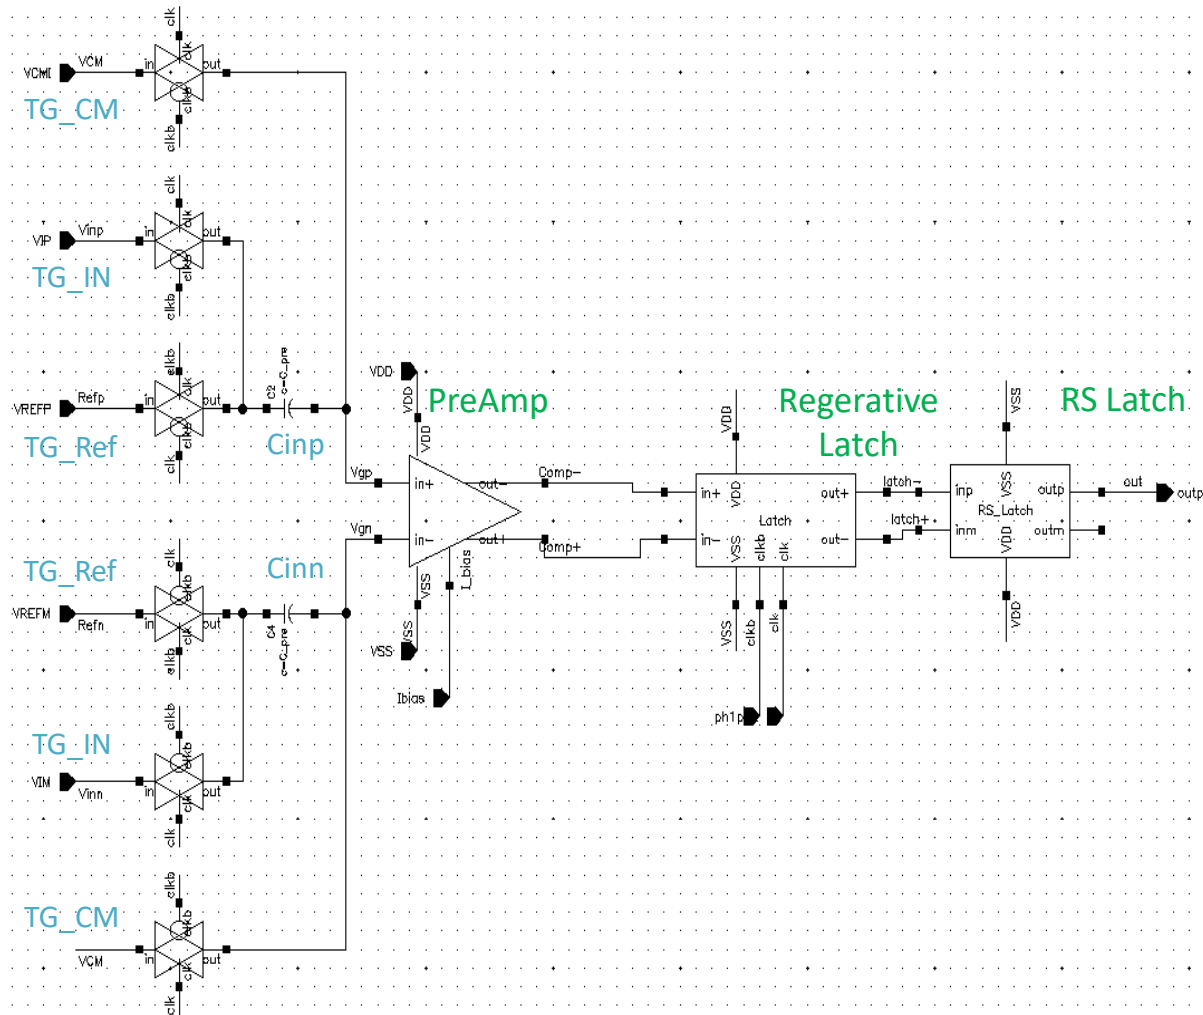 clk
VCMI VCM in clk out
clkb
TG_CM
clkb
clk
VIP Vinp in clk out
clkb
TG_IN
clkb
clkb
VREFP Refp in clk out C2 c=C_pre
clkb
TG_Ref Cinp
clk
VDD VDD VDD PreAmp
Regerative
Latch
RS Latch
VDD VSS
Vgp in+ out- Comp- in+ VDD out+ latch- inp VSS outp out outp
Latch RS_Latch
Vgn in- out+ Comp+ in- VSS clkb clk out- latch+ inm VDD outm
VSS VSS VSS I_bias
VSS clkb clk VDD
Ibias ph1p
TG_Ref Cinn
clk
clkb
VREFM Refn in clk out C4 c=C_pre
clkb
TG_IN
clkb
clkb
VIM Vinn in clk out
clk
TG_CM
clkb
clkb
VCM in clk out
clk